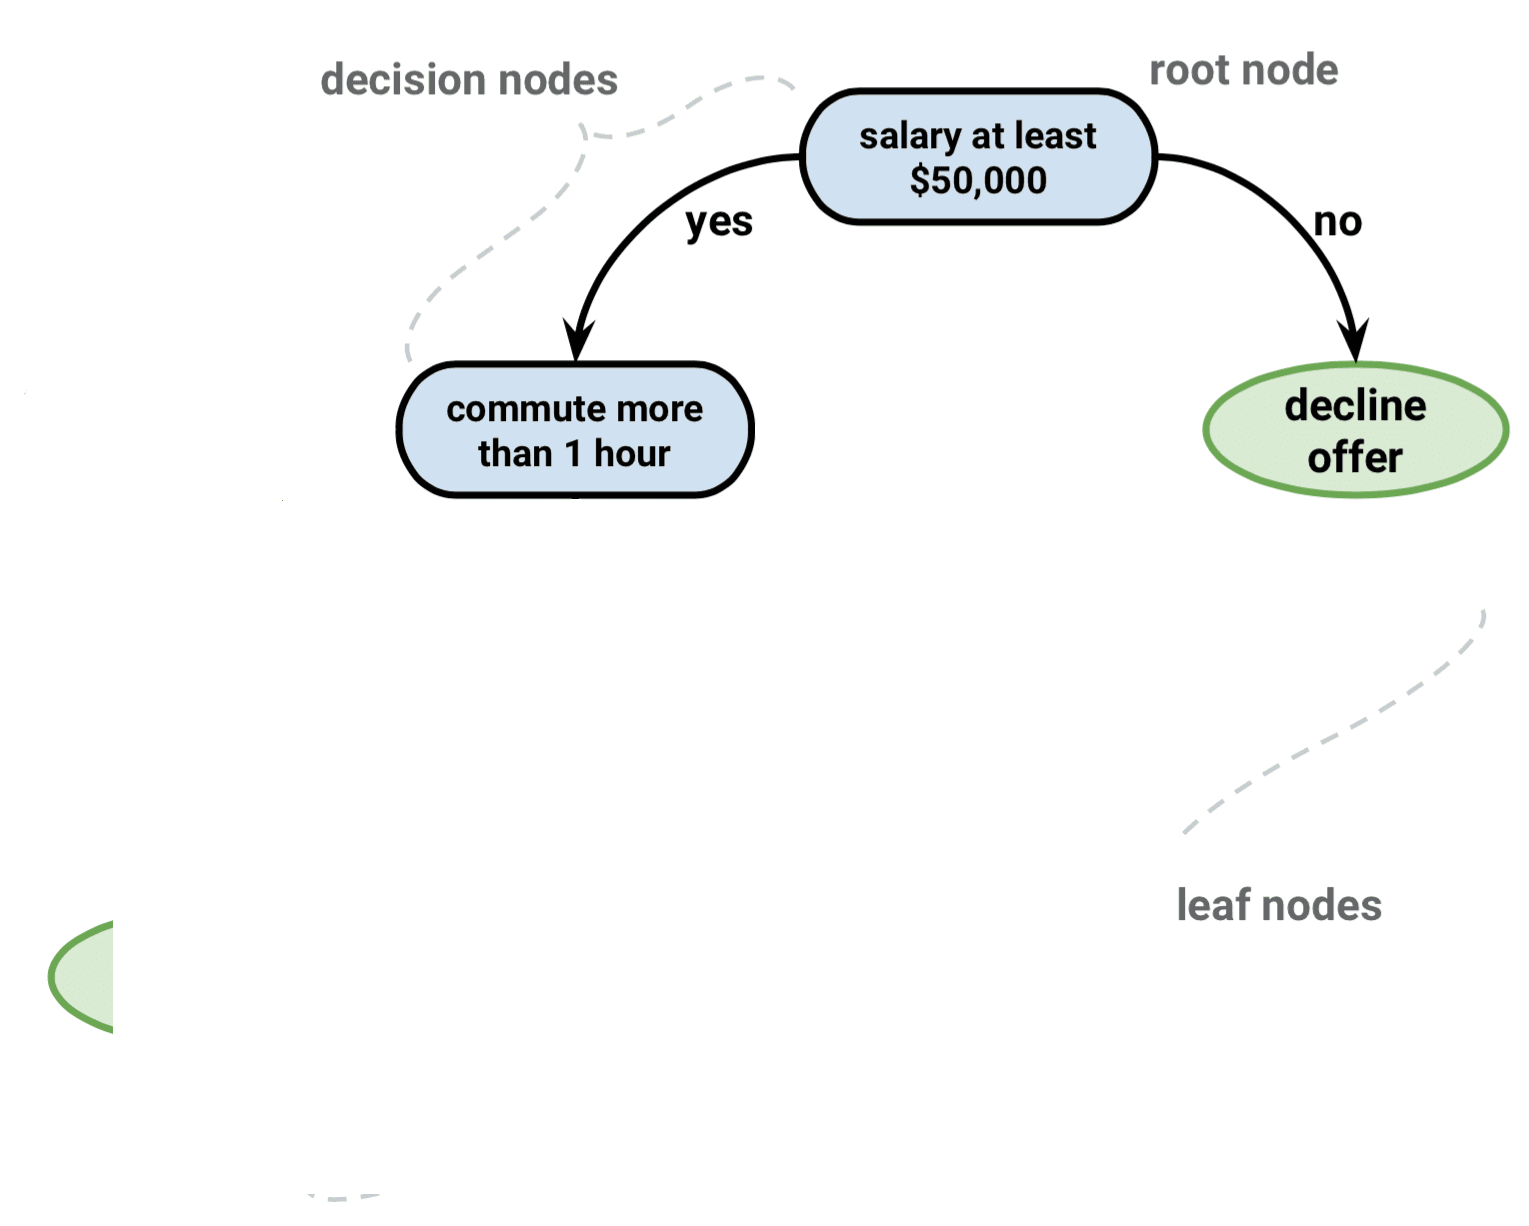 decision nodes
root node
salary at least
$50,000
yes
no
commute more
than 1 hour
decline
offer
leaf nodes